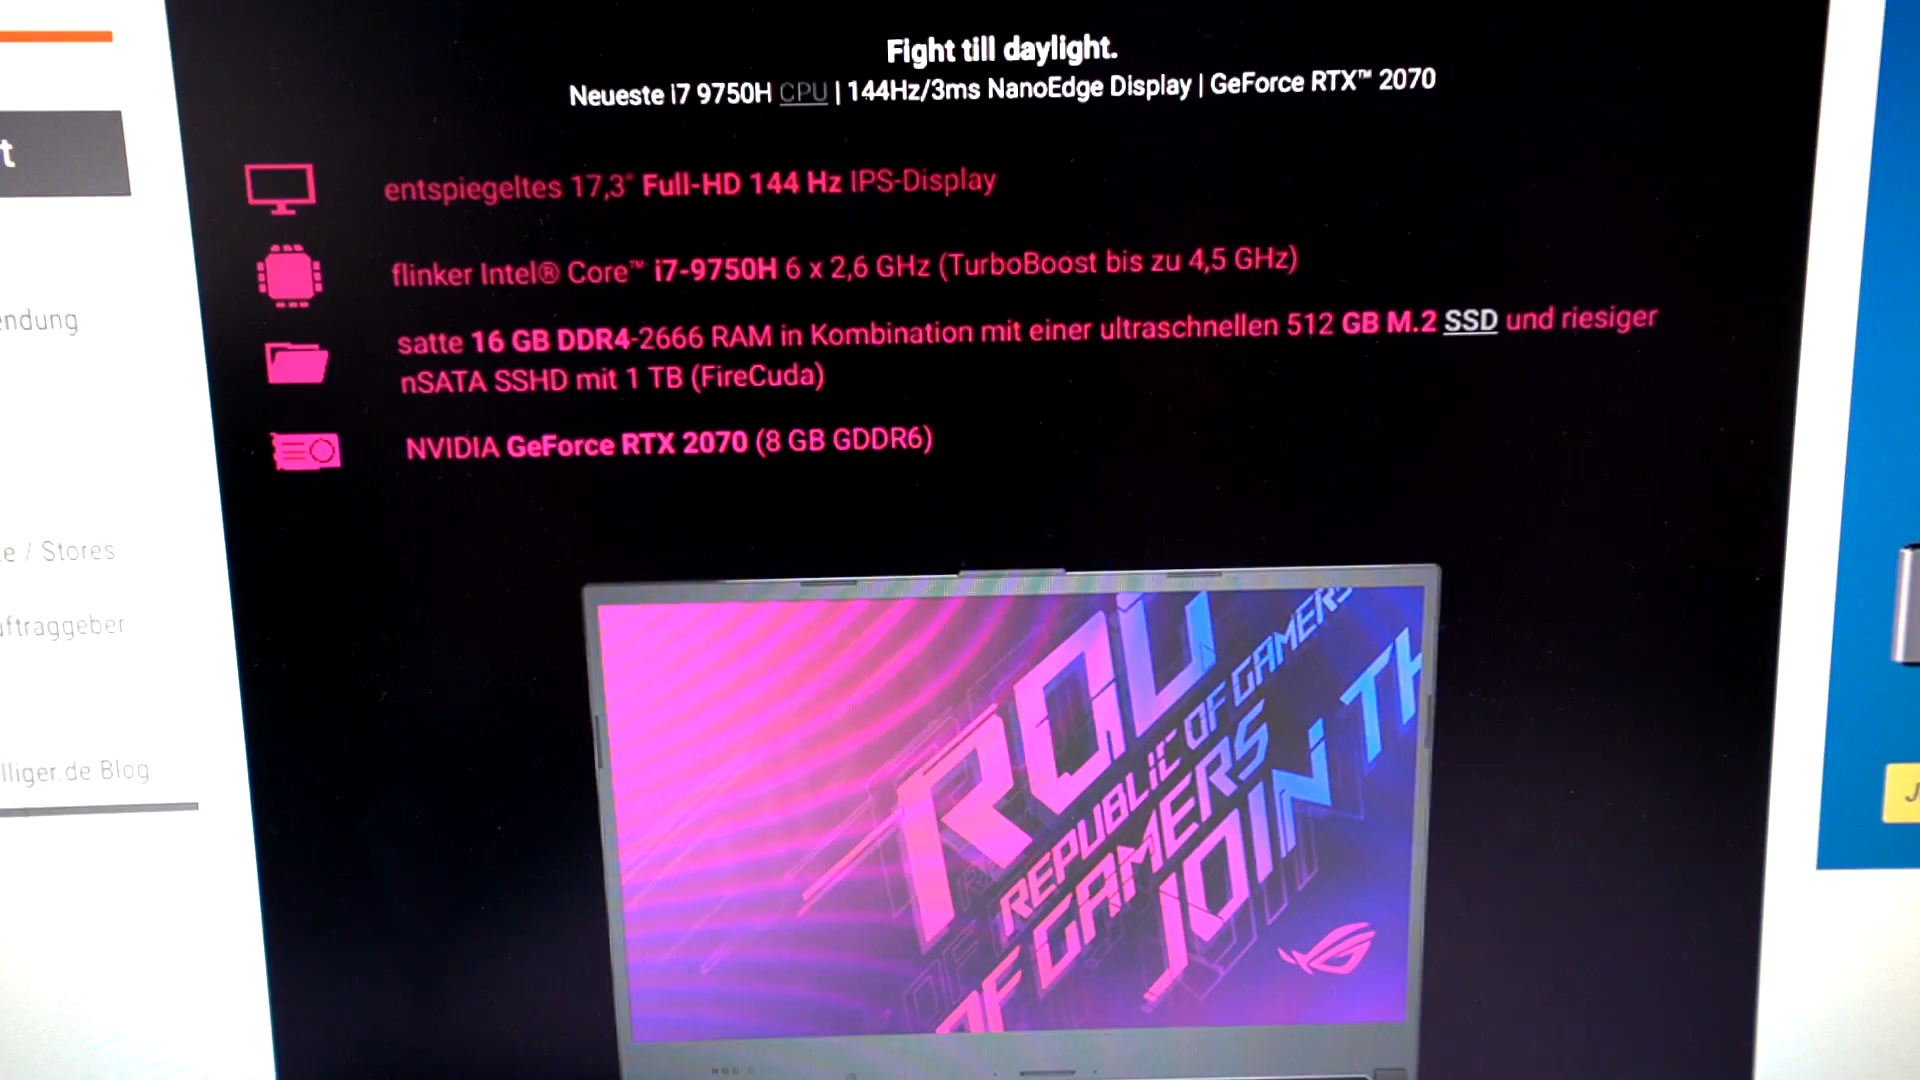 Fight till daylight.
Neueste i7 9750H CPU | 144Hz/3ms NanoEdge Display | GeForce RTX™ 2070
entspiegeltes 17,3" Full-HD 144 Hz IPS-Display
flinker Intel® Core™ i7-9750H 6 x 2,6 GHz (TurboBoost bis zu 4,5 GHz)
satte 16 GB DDR4-2666 RAM in Kombination mit einer ultraschnellen 512 GB M.2 SSD und riesiger
nSATA SSHD mit 1 TB (FireCuda)
NVIDIA GeForce RTX 2070 (8 GB GDDR6)
t
endung
e / Stores
uftraggeber
lliger.de Blog
REPUBLIC OF GAMERS
OF GAMERS
JOIN TH
J